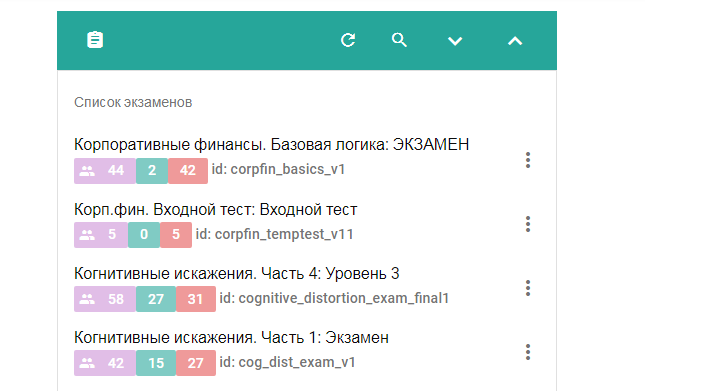 Список экзаменов
Корпоративные финансы. Базовая логика: ЭКЗАМЕН
44 2 42 id: corpfin_basics_v1
Корп.фин. Входной тест: Входной тест
5 0 5 id: corpfin_temptest_v11
Когнитивные искажения. Часть 4: Уровень 3
58 27 31 id: cognitive_distortion_exam_final1
Когнитивные искажения. Часть 1: Экзамен
42 15 27 id: cog_dist_exam_v1